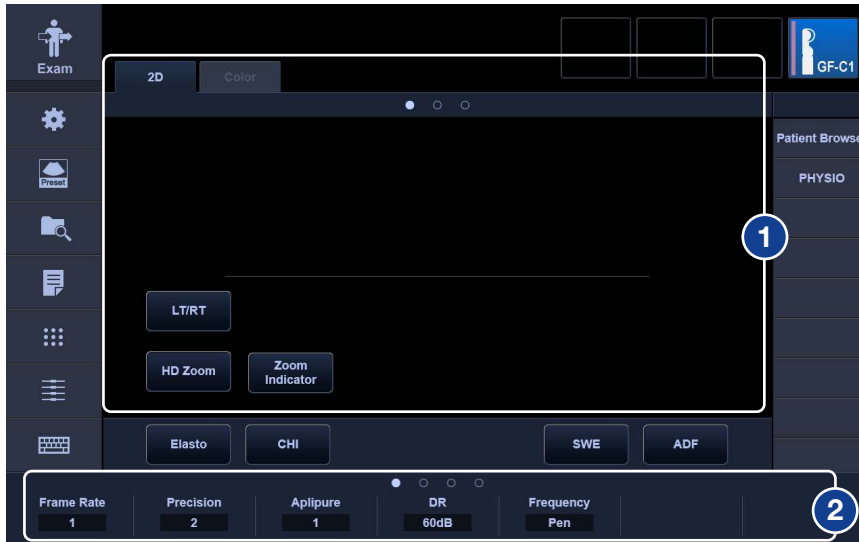 Exam
2D
Color
GF-C1
Patient Browse
Preset
PHYSIO
1
LT/RT
HD Zoom
Zoom
Indicator
Elasto
CHI
SWE
ADF
Frame Rate
1
Precision
2
Aplipure
1
DR
60dB
Frequency
Pen
2